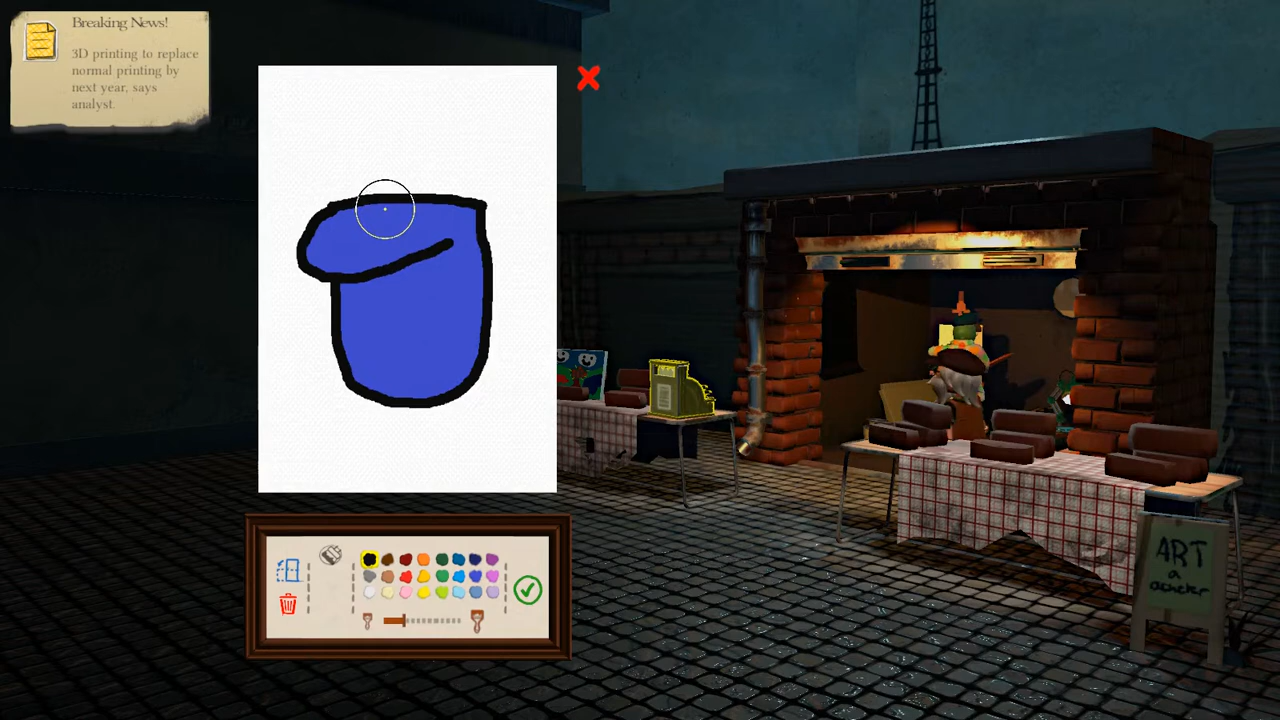 Breaking News!
3D printing to replace
normal printing by
next year, says
analyst.
ART
a
acheter